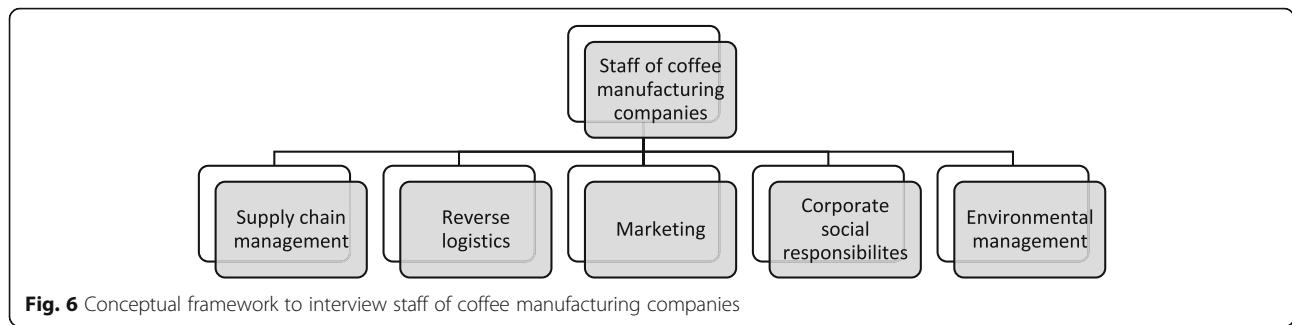 Staff of coffee
manufacturing
companies
Supply chain
management
Reverse
logistics
Marketing
Corporate
social
responsibilites
Environmental
management
Fig. 6 Conceptual framework to interview staff of coffee manufacturing companies